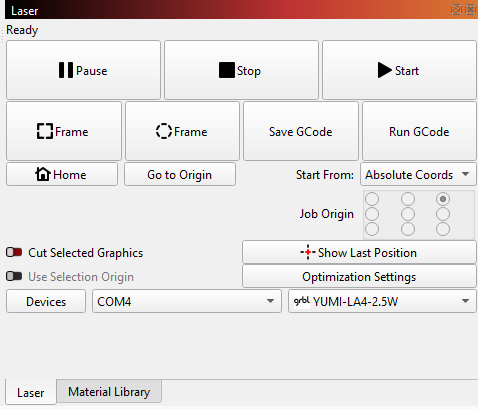 Laser
Ready
Pause
Stop
Start
Frame
Frame
Save GCode
Run GCode
Home
Go to Origin
Start From:
Absolute Coords
Job Origin
Cut Selected Graphics
Show Last Position
Use Selection Origin
Optimization Settings
Devices
COM4
grbl YUMI-LA4-2.5W
Laser
Material Library